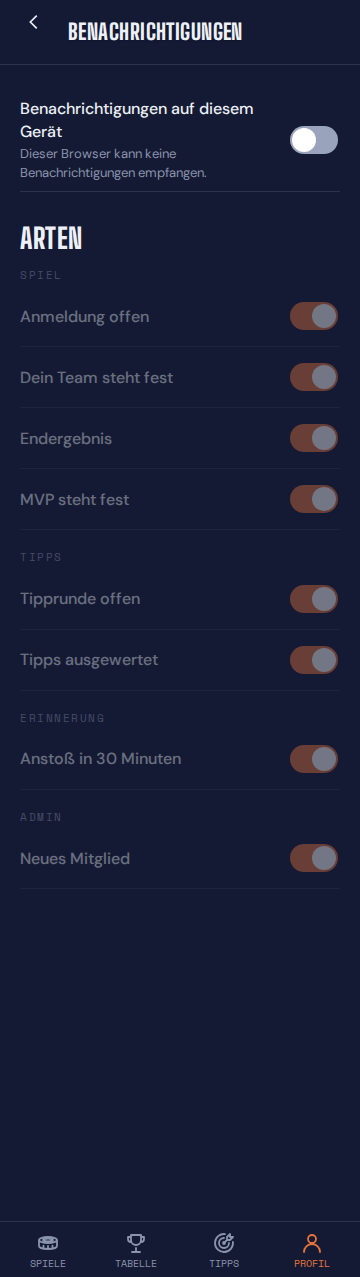 BENACHRICHTIGUNGEN
Benachrichtigungen auf diesem
Gerät
Dieser Browser kann keine
Benachrichtigungen empfangen.
ARTEN
SPIEL
Anmeldung offen
Dein Team steht fest
Endergebnis
MVP steht fest
TIPPS
Tipprunde offen
Tipps ausgewertet
ERINNERUNG
Anstoß in 30 Minuten
ADMIN
Neues Mitglied
SPIELE
TABELLE
TIPPS
PROFIL